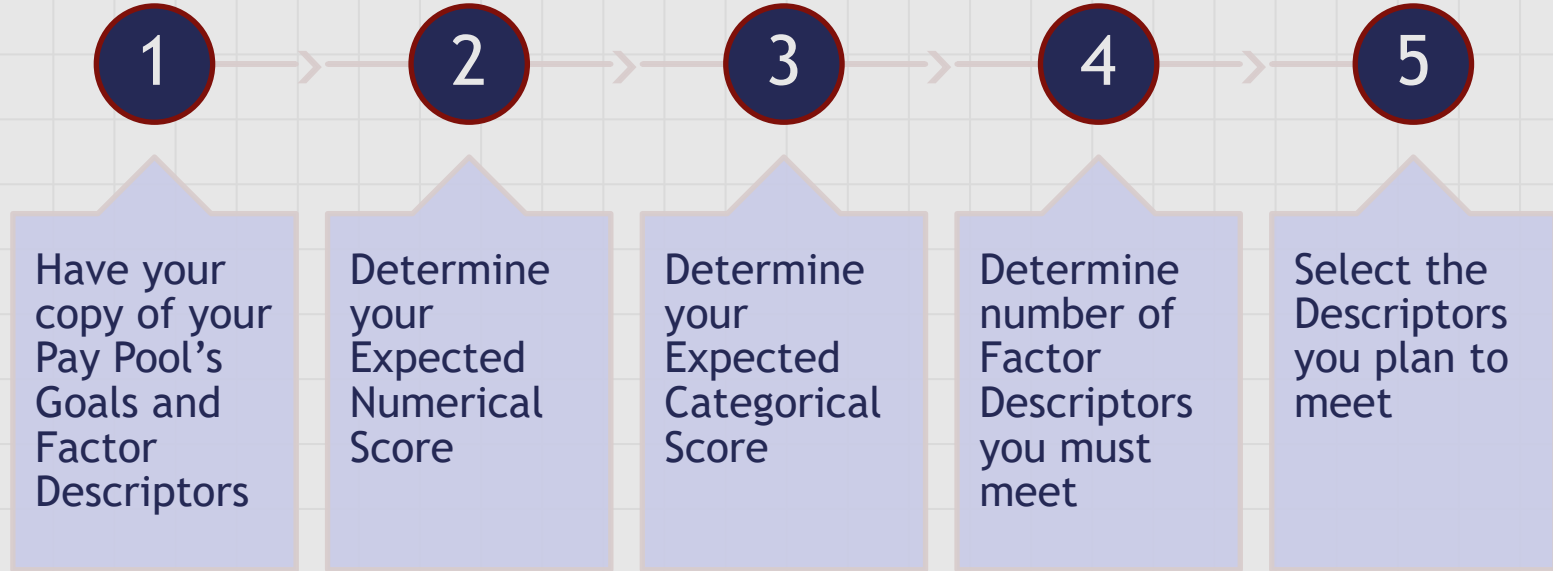 1
2
3
4
5
Have your
copy of your
Pay Pool’s
Goals and
Factor
Descriptors
Determine
your
Expected
Numerical
Score
Determine
your
Expected
Categorical
Score
Determine
number of
Factor
Descriptors
you must
meet
Select the
Descriptors
you plan to
meet